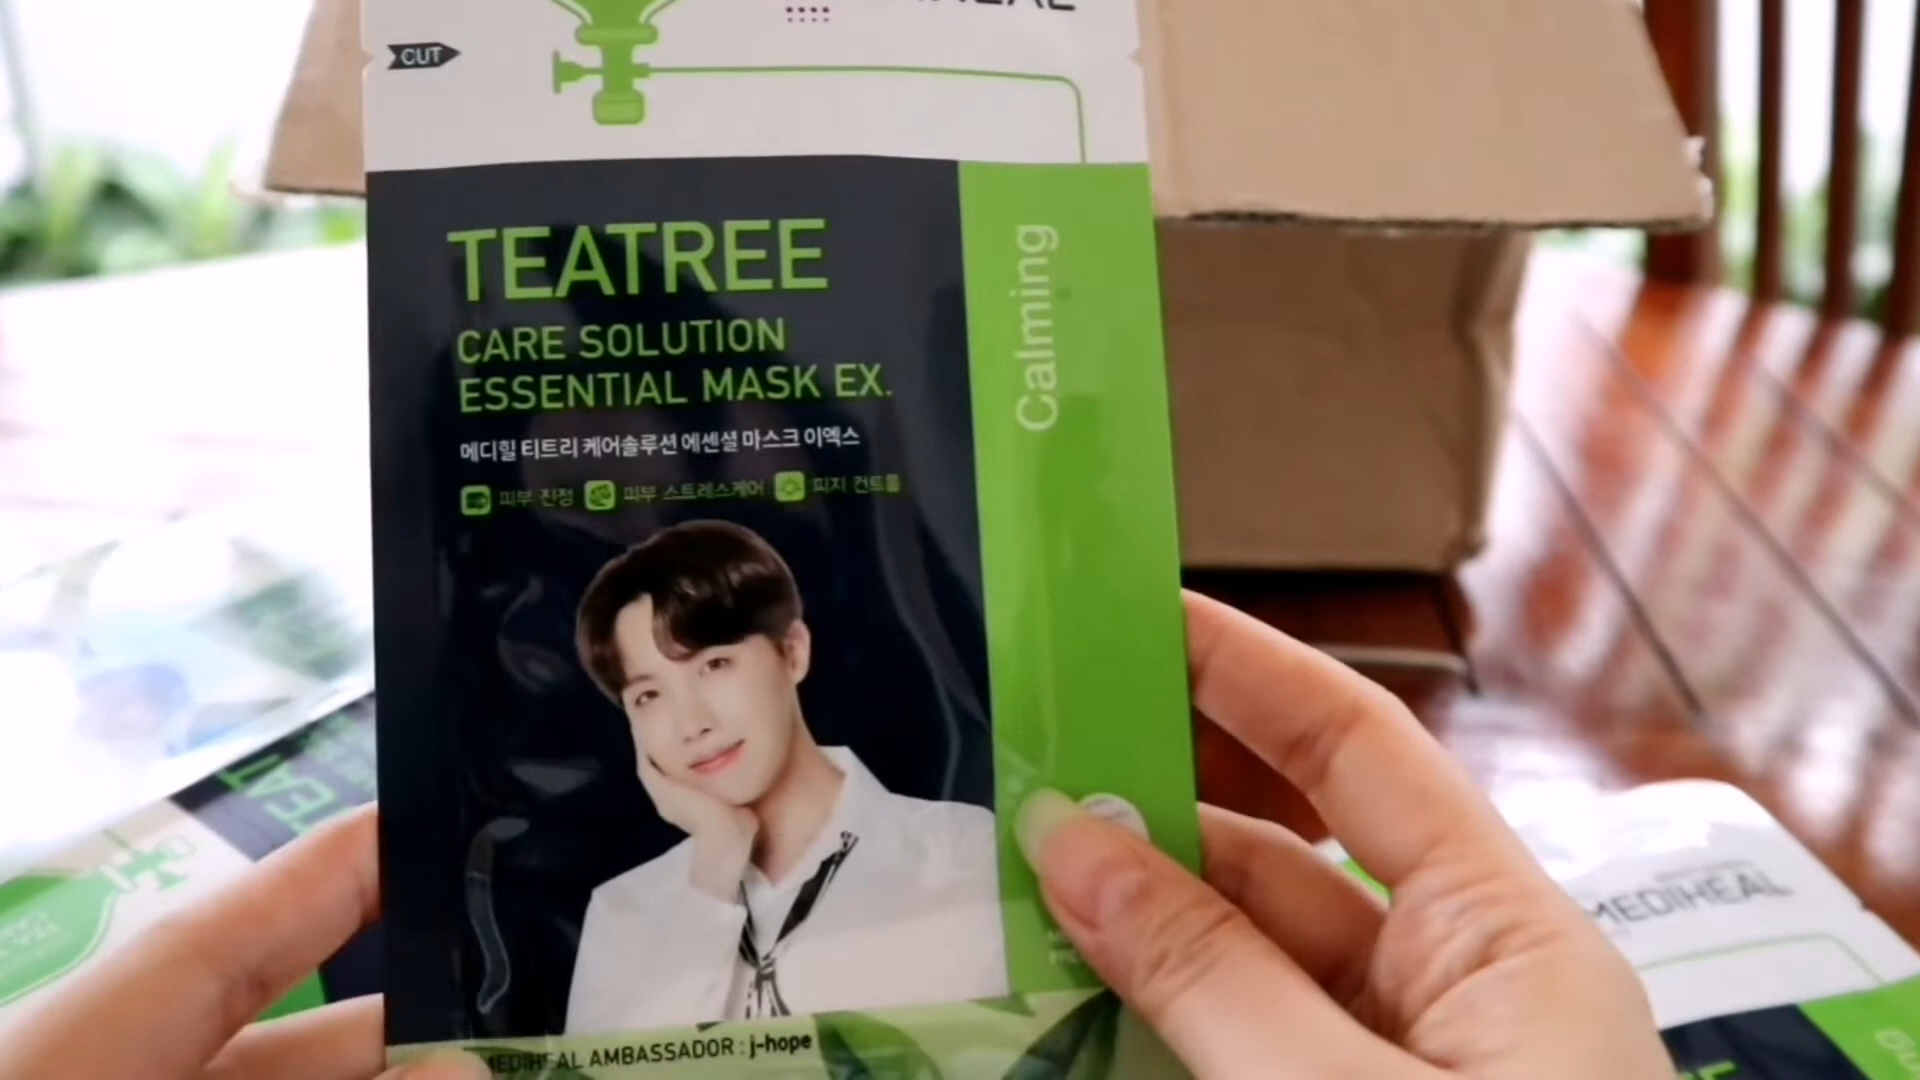 CUT
TEATREE
CARE SOLUTION
ESSENTIAL MASK EX.
메디힐 티트리 케어솔루션 에센셜 마스크 이엑스
피부 진정 피부 스트레스케어 피지 컨트롤
Calming
MEDIHEAL AMBASSADOR : j-hope
MEDIHEAL